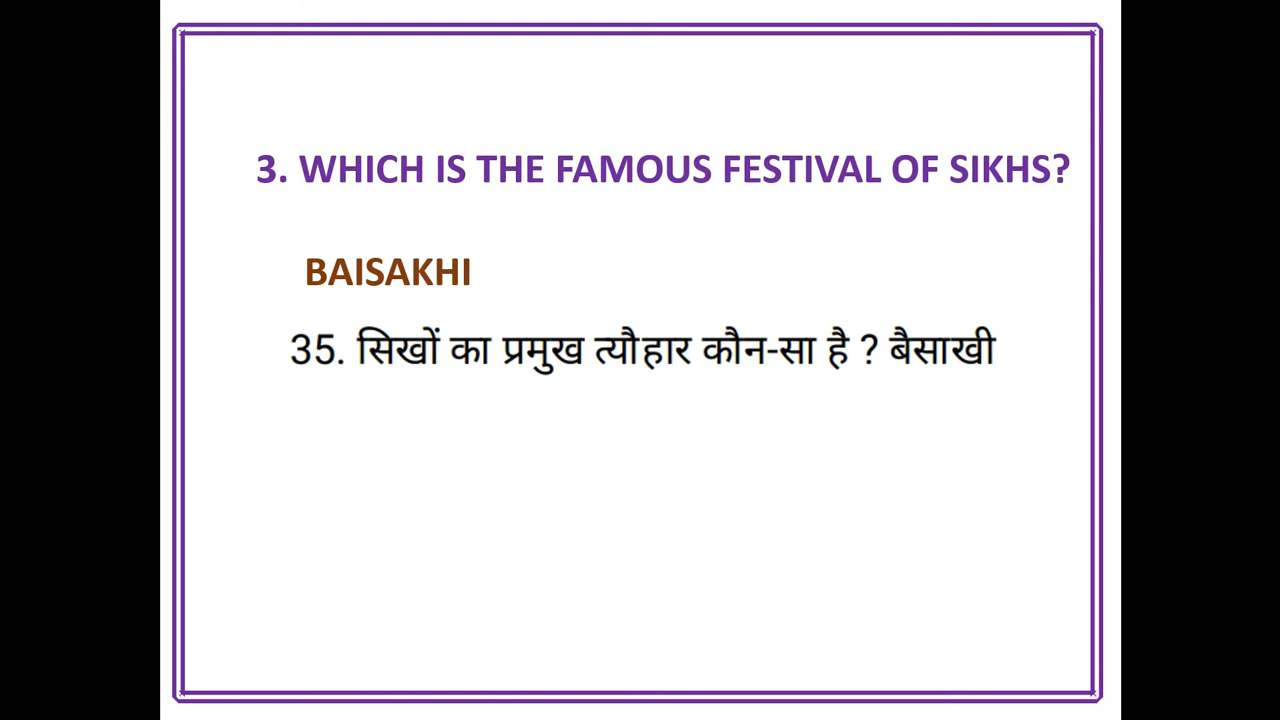 3. WHICH IS THE FAMOUS FESTIVAL OF SIKHS?
BAISAKHI
35. सिखों का प्रमुख त्यौहार कौन-सा है ? बैसाखी